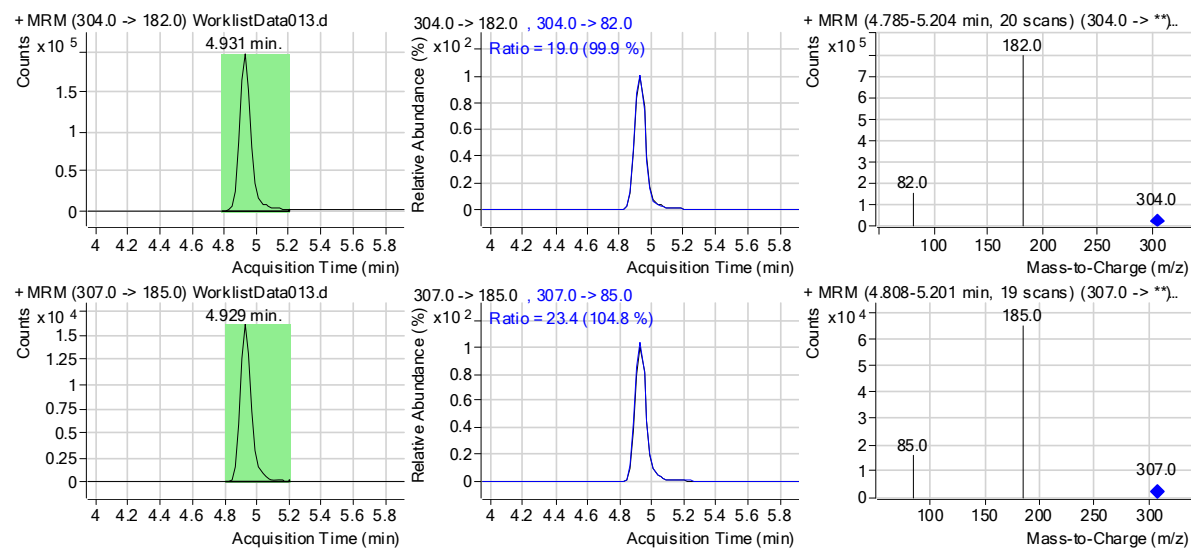 + MRM (304.0 -> 182.0) WorklistData013.d
x10 5
Counts
4.931 min.
1.5
1
0.5
0
4 4.2 4.4 4.6 4.8 5 5.2 5.4 5.6 5.8
Acquisition Time (min)
304.0 -> 182.0 , 304.0 -> 82.0
x10 2
Relative Abundance (%)
Ratio = 19.0 (99.9 %)
1
0.8
0.6
0.4
0.2
0
4 4.2 4.4 4.6 4.8 5 5.2 5.4 5.6 5.8
Acquisition Time (min)
+ MRM (4.785-5.204 min, 20 scans) (304.0 -> **)...
x10 5
Counts
182.0
82.0
304.0
7
6
5
4
3
2
1
0
100 150 200 250 300
Mass-to-Charge (m/z)
+ MRM (307.0 -> 185.0) WorklistData013.d
x10 4
Counts
4.929 min.
1.5
1.25
1
0.75
0.5
0.25
0
4 4.2 4.4 4.6 4.8 5 5.2 5.4 5.6 5.8
Acquisition Time (min)
307.0 -> 185.0 , 307.0 -> 85.0
x10 2
Relative Abundance (%)
Ratio = 23.4 (104.8 %)
1
0.8
0.6
0.4
0.2
0
4 4.2 4.4 4.6 4.8 5 5.2 5.4 5.6 5.8
Acquisition Time (min)
+ MRM (4.808-5.201 min, 19 scans) (307.0 -> **)...
x10 4
Counts
185.0
85.0
307.0
6
5
4
3
2
1
0
100 150 200 250 300
Mass-to-Charge (m/z)